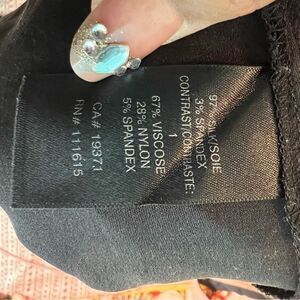 97% SILK/SOIE
3% SPANDEX
CONTRAST/CONTRASTE:
1
67% VISCOSE
28% NYLON
5% SPANDEX
CA# 19371
RN# 111615